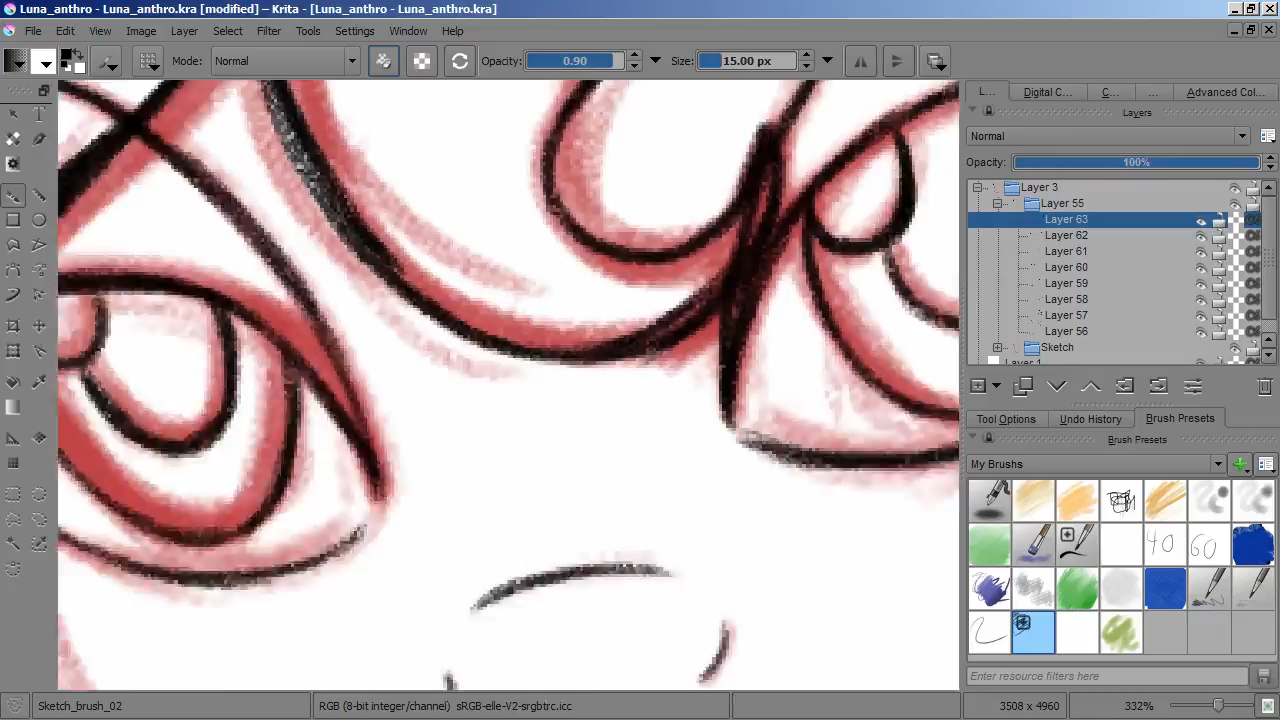 Luna_anthro - Luna_anthro.kra [modified] – Krita - [Luna_anthro - Luna_anthro.kra]
File Edit View Image Layer Select Filter Tools Settings Window Help
Mode: Normal Opacity: 0.90 Size: 15.00 px
L... Digital C... C... ... Advanced Col...
Layers
Normal
Opacity: 100%
Layer 3
Layer 55
Layer 63
Layer 62
Layer 61
Layer 60
Layer 59
Layer 58
Layer 57
Layer 56
Sketch
Layer 1
Tool Options Undo History Brush Presets
Brush Presets
My Brushes
40 60
Enter resource filters here
Sketch_brush_02 RGB (8-bit integer/channel) sRGB-elle-V2-srgbtrc.icc 3508 x 4960 332%